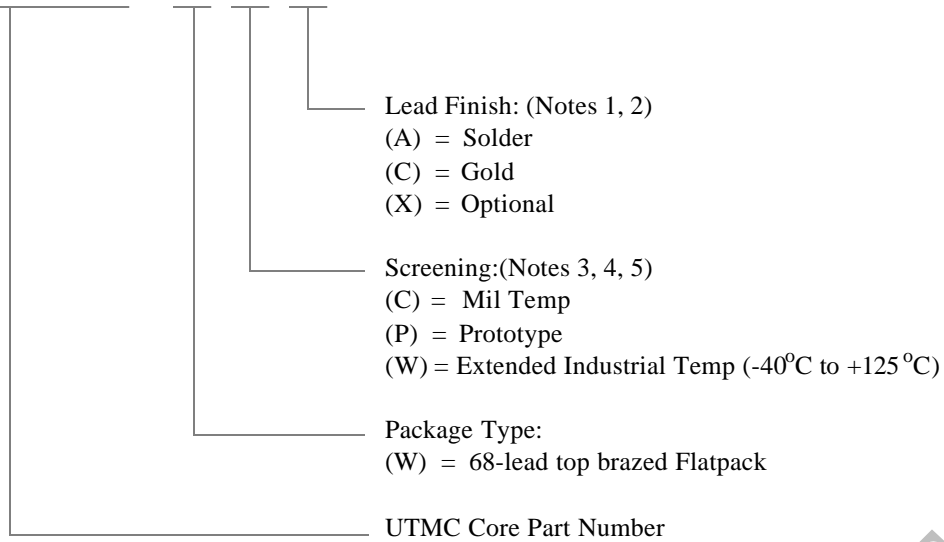 Lead Finish: (Notes 1, 2)
(A) = Solder
(C) = Gold
(X) = Optional
Screening:(Notes 3, 4, 5)
(C) = Mil Temp
(P) = Prototype
(W) = Extended Industrial Temp (-40°C to +125°C)
Package Type:
(W) = 68-lead top brazed Flatpack
UTMC Core Part Number